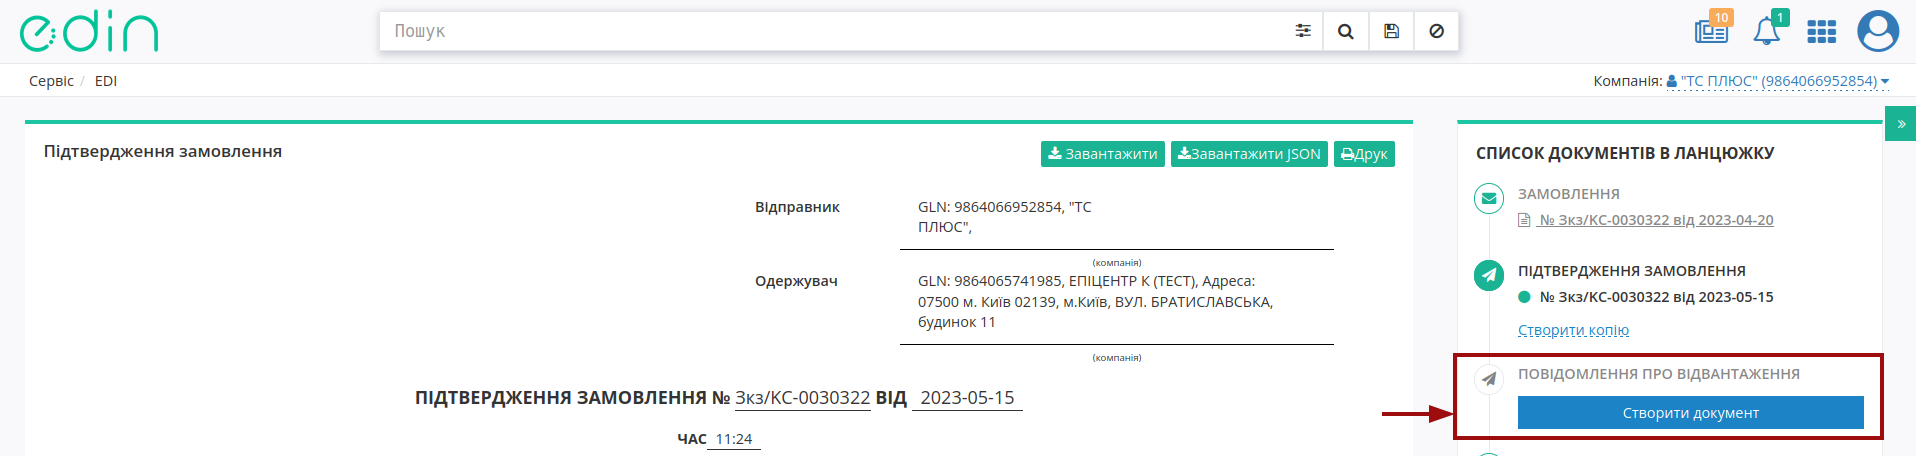 edin
Пошук
10
1
Сервіс / EDI
Компанія: "ТС ПЛЮС" (9864066952854)
»
Підтвердження замовлення
Завантажити
Завантажити JSON
Друк
Відправник
GLN: 9864066952854, "ТС
ПЛЮС",
(компанія)
Одержувач
GLN: 9864065741985, ЕПІЦЕНТР К (ТЕСТ), Адреса:
07500 м. Київ 02139, м.Київ, ВУЛ. БРАТИСЛАВСЬКА,
будинок 11
(компанія)
ПІДТВЕРДЖЕННЯ ЗАМОВЛЕННЯ № Зкз/КС-0030322 ВІД 2023-05-15
ЧАС 11:24
СПИСОК ДОКУМЕНТІВ В ЛАНЦЮЖКУ
ЗАМОВЛЕННЯ
№ Зкз/КС-0030322 від 2023-04-20
ПІДТВЕРДЖЕННЯ ЗАМОВЛЕННЯ
№ Зкз/КС-0030322 від 2023-05-15
Створити копію
ПОВІДОМЛЕННЯ ПРО ВІДВАНТАЖЕННЯ
Створити документ